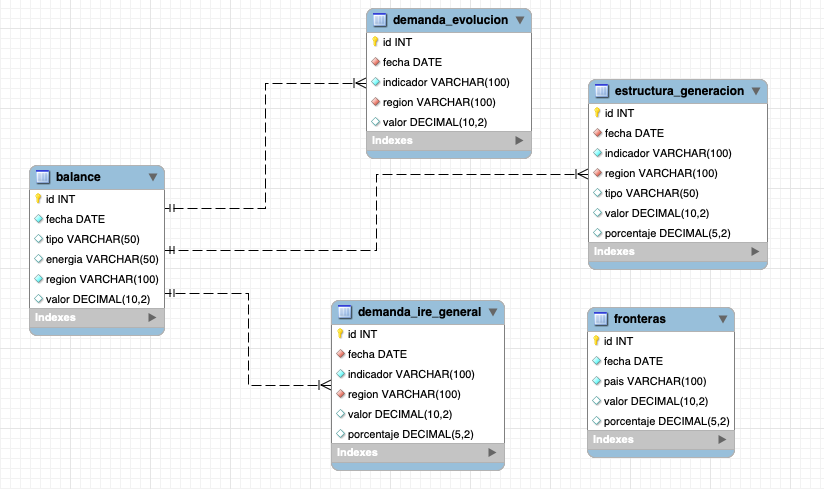 demanda_evolucion
id INT
fecha DATE
indicador VARCHAR(100)
region VARCHAR(100)
valor DECIMAL(10,2)
Indexes
estructura_generacion
id INT
fecha DATE
indicador VARCHAR(100)
region VARCHAR(100)
tipo VARCHAR(50)
valor DECIMAL(10,2)
porcentaje DECIMAL(5,2)
Indexes
balance
id INT
fecha DATE
tipo VARCHAR(50)
energia VARCHAR(50)
region VARCHAR(100)
valor DECIMAL(10,2)
Indexes
demanda_ire_general
id INT
fecha DATE
indicador VARCHAR(100)
region VARCHAR(100)
valor DECIMAL(10,2)
porcentaje DECIMAL(5,2)
Indexes
fronteras
id INT
fecha DATE
pais VARCHAR(100)
valor DECIMAL(10,2)
porcentaje DECIMAL(5,2)
Indexes